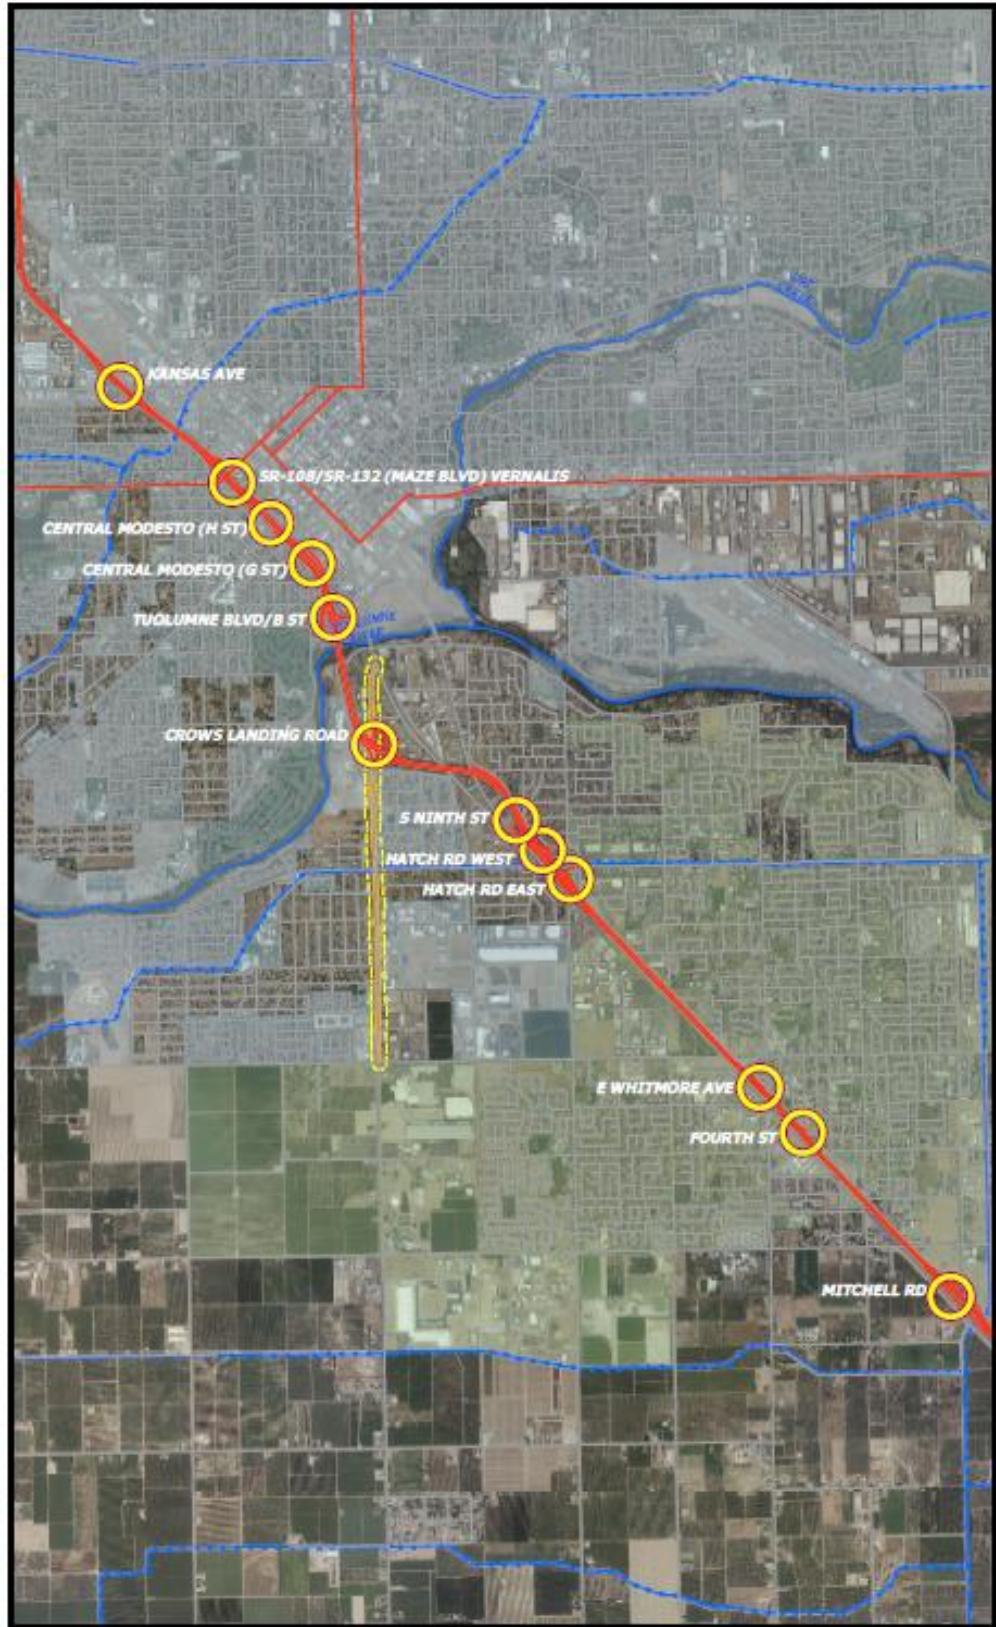 KANSAS AVE
SR-108/SR-132 (MAZE BLVD) VERNALIS
CENTRAL MODESTO (H ST)
CENTRAL MODESTO (G ST)
TUOLUMNE BLVD/B ST
CROWS LANDING ROAD
S NINTH ST
HATCH RD WEST
HATCH RD EAST
E WHITMORE AVE
FOURTH ST
MITCHELL RD